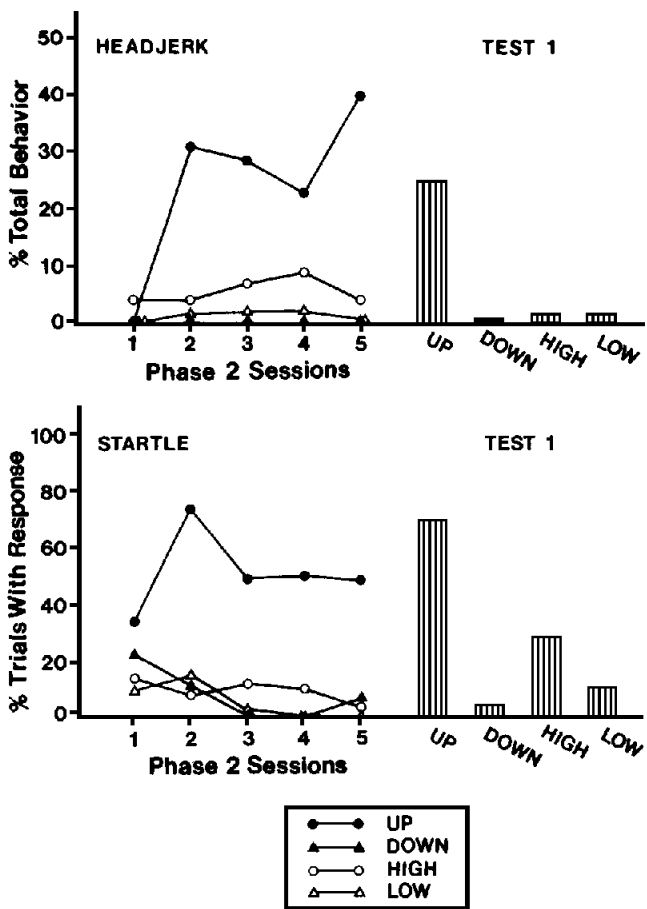 HEADJERK TEST 1
% Total Behavior
50
40
30
20
10
0
1 2 3 4 5
Phase 2 Sessions
UP DOWN HIGH LOW
STARTLE TEST 1
% Trials With Response
100
80
60
40
20
0
1 2 3 4 5
Phase 2 Sessions
UP DOWN HIGH LOW
UP
DOWN
HIGH
LOW